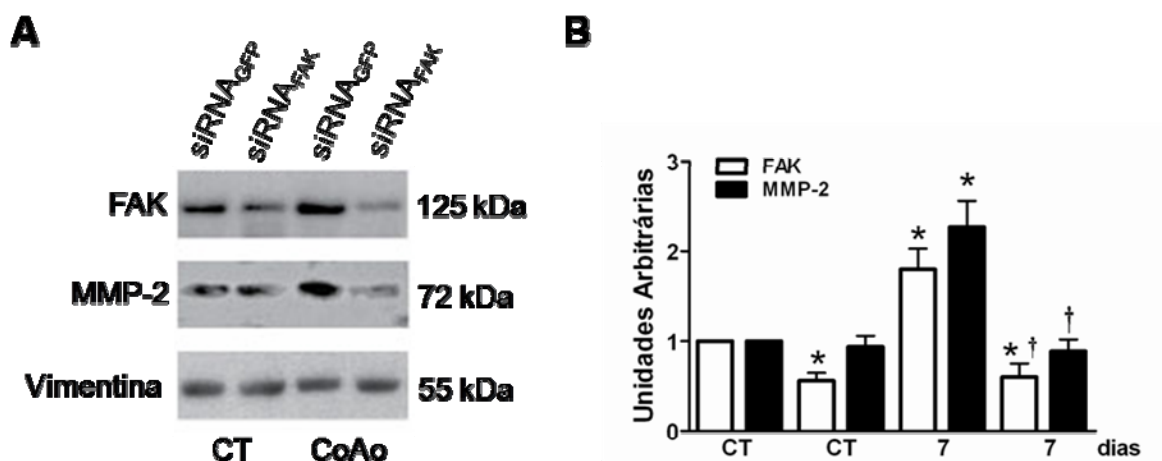 A
siRNAGFP siRNAFAK siRNAGFP siRNAFAK
FAK 125 kDa
MMP-2 72 kDa
Vimentina 55 kDa
CT CoAo
B
Unidades Arbitrárias
3
2
1
0
FAK
MMP-2
* * * * † †
CT CT 7 7 dias